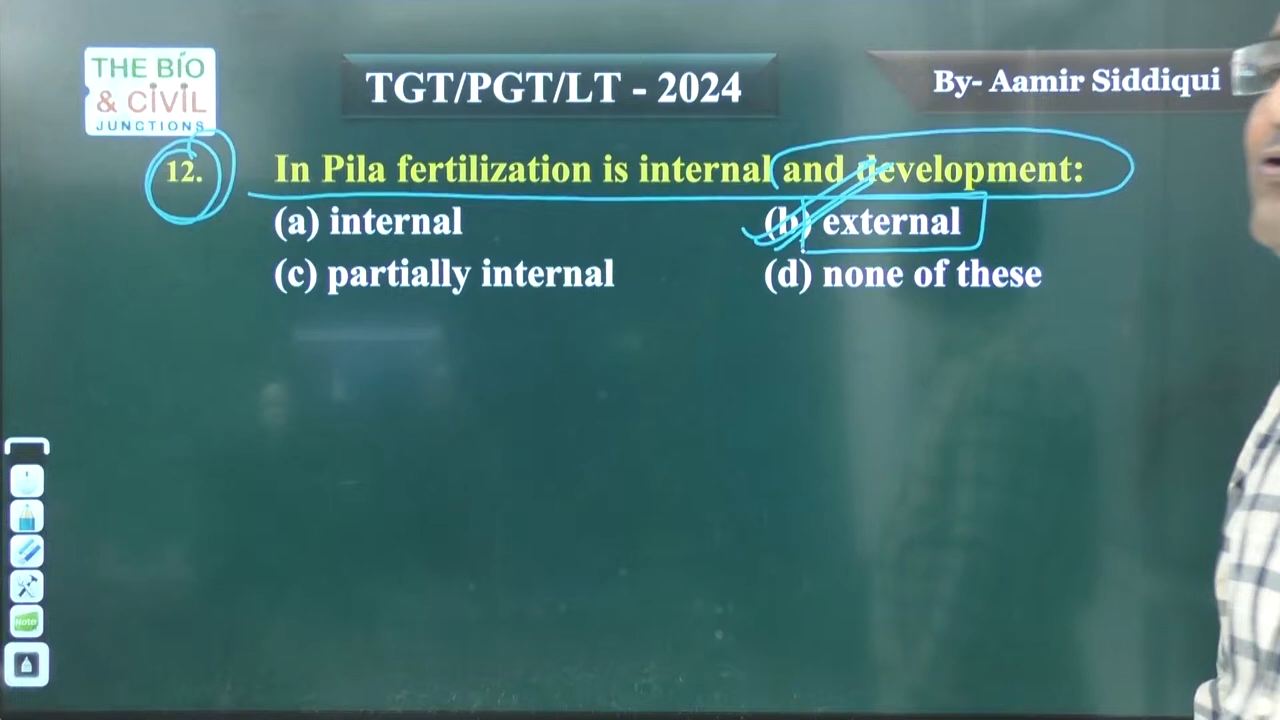 THE BIO
& CIVIL
JUNCTIONS
TGT/PGT/LT - 2024
By- Aamir Siddiqui
12. In Pila fertilization is internal and development:
(a) internal (b) external
(c) partially internal (d) none of these
Note